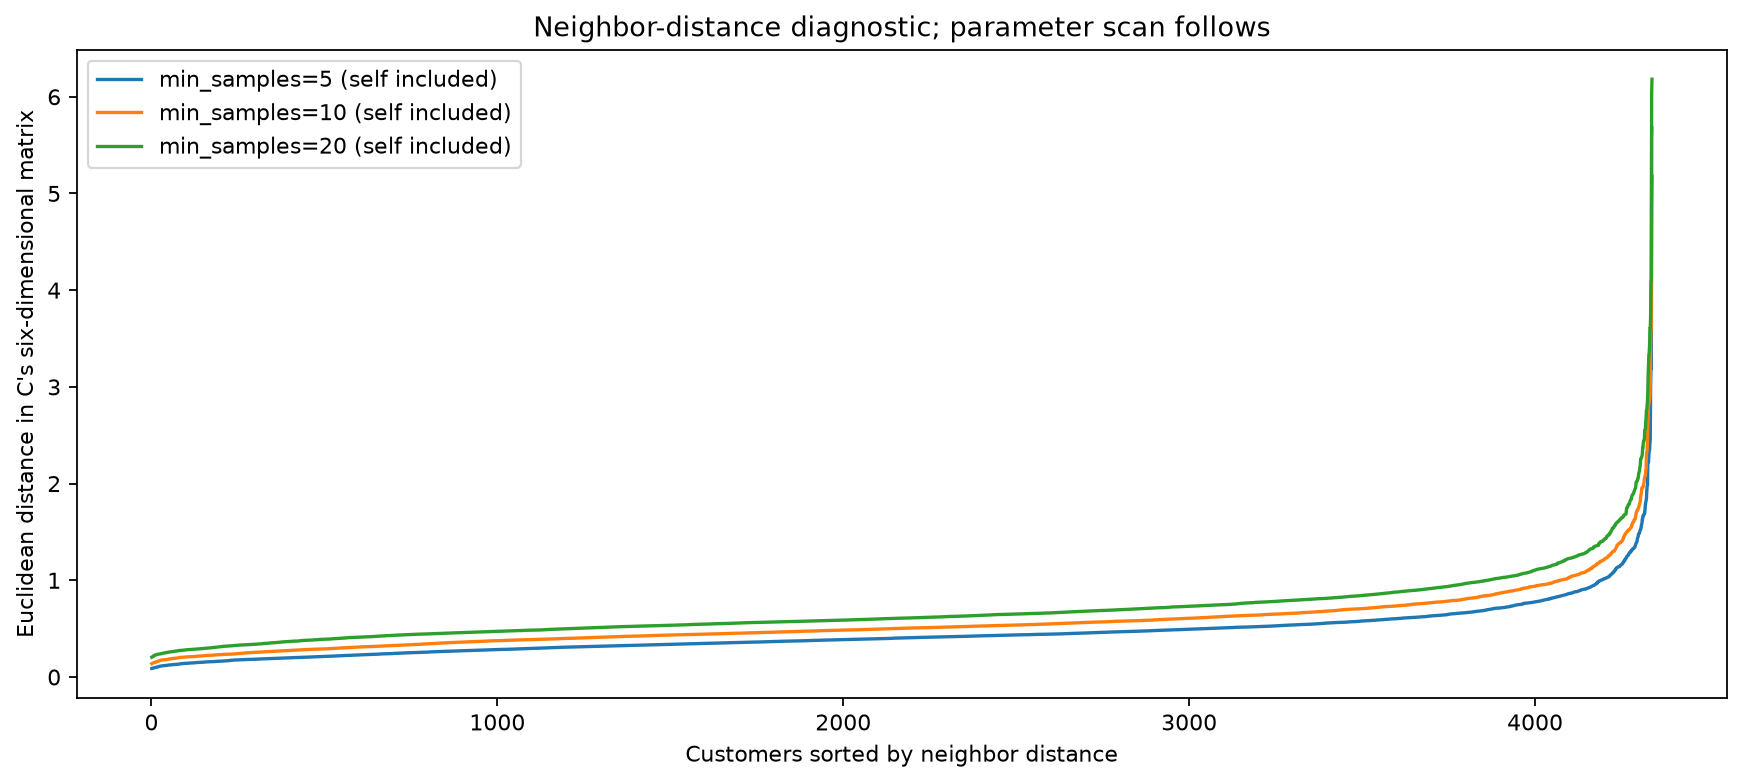 Neighbor-distance diagnostic; parameter scan follows
min_samples=5 (self included)
min_samples=10 (self included)
min_samples=20 (self included)
Euclidean distance in C's six-dimensional matrix
6
5
4
3
2
1
0
0 1000 2000 3000 4000
Customers sorted by neighbor distance